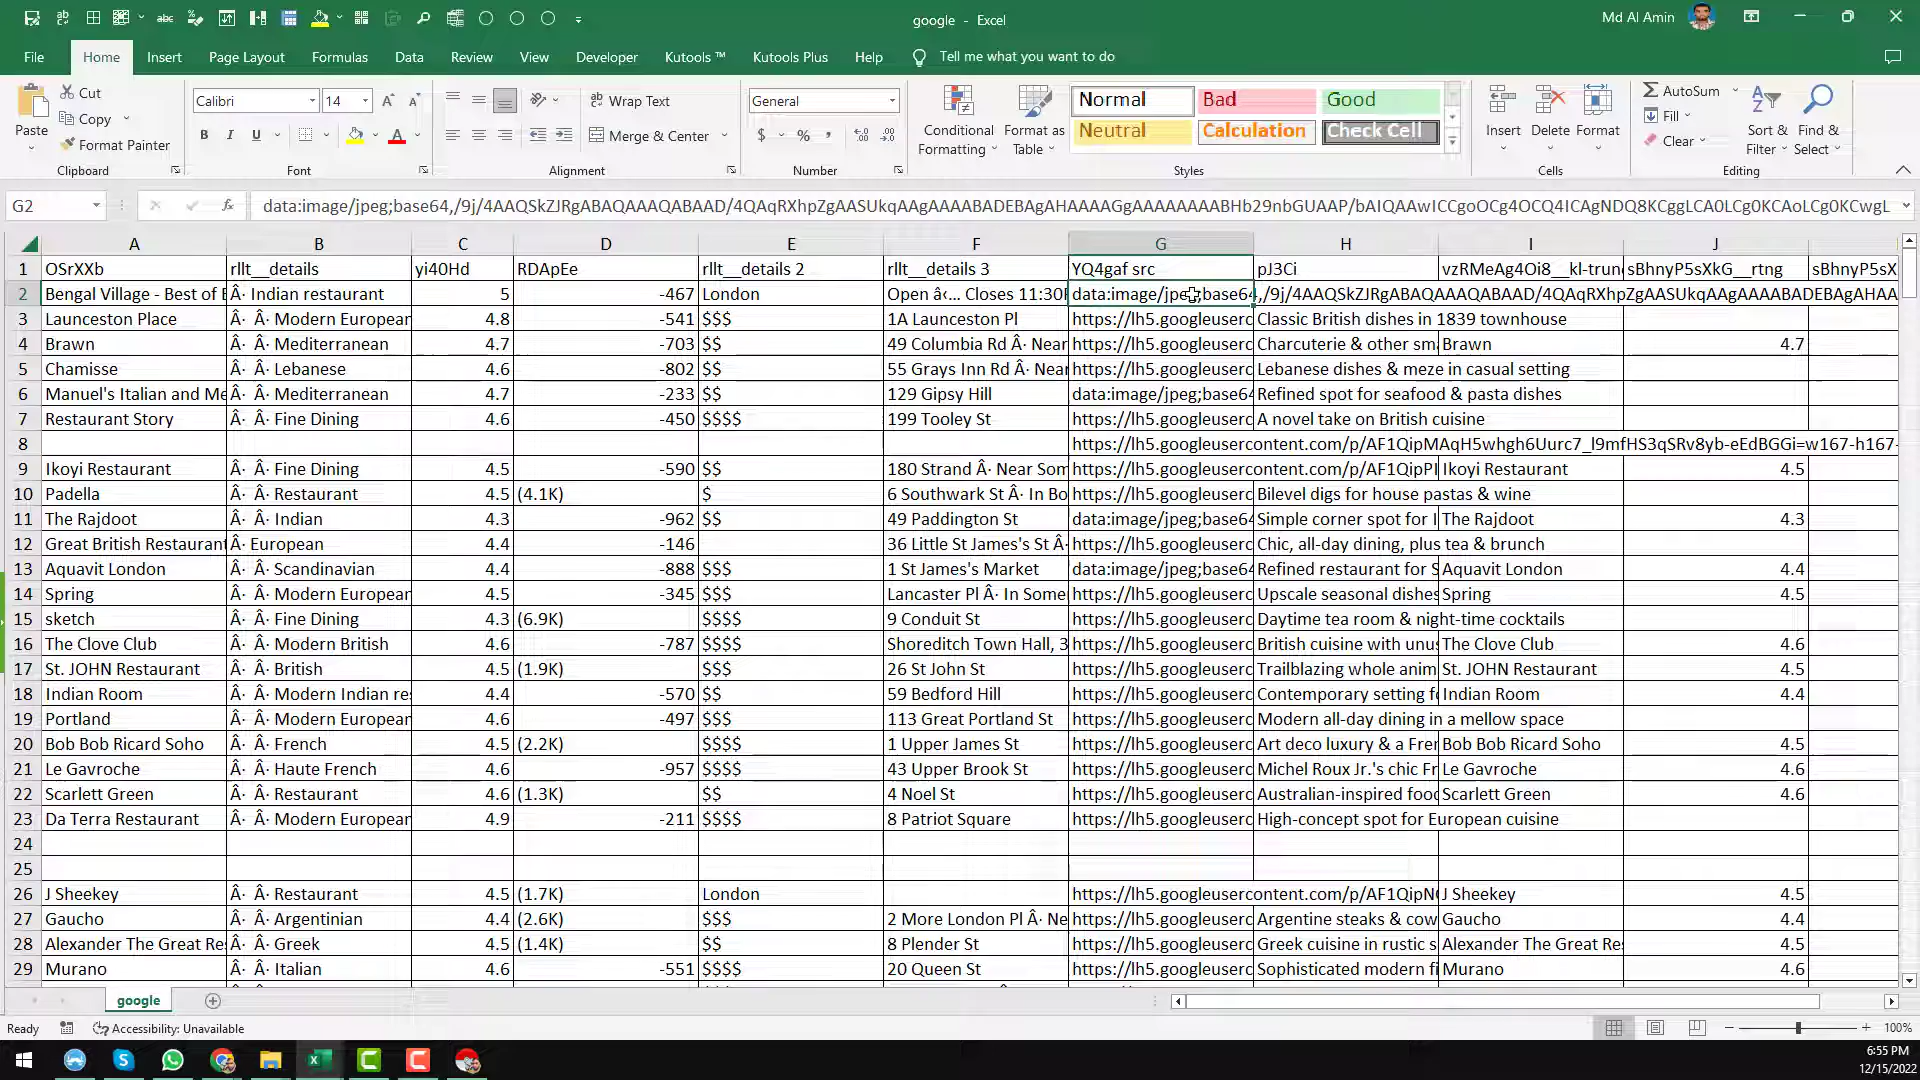 google - Excel
Md Al Amin
File Home Insert Page Layout Formulas Data Review View Developer Kutools ™ Kutools Plus Help Tell me what you want to do
Paste
Cut
Copy
Format Painter
Clipboard
Calibri 14
B I U
Font
Wrap Text
Merge & Center
Alignment
General
$ % ,
Number
Conditional Formatting
Format as Table
Normal Bad Good
Neutral Calculation Check Cell
Styles
Insert Delete Format
Cells
AutoSum
Fill
Clear
Sort & Filter
Find & Select
Editing
G2 fx data:image/jpeg;base64,/9j/4AAQSkZJRgABAQAAAQABAAD/4QAqRXhpZgAASUkqAAgAAAABADEBAgAHAAAAGgAAAAAAAABHb29nbGUAAP/bAIQAAwICCgoOCg4OCQ4ICAgNDQ8KCggLCA0LCg0KCAoLCg0KCwgL
A B C D E F G H I J
1 OSrXXb rllt__details yi40Hd RDApEe rllt__details 2 rllt__details 3 YQ4gaf src pJ3Ci vzRMeAg4Oi8__kl-trun sBhnyP5sXkG__rtng sBhnyP5sX
2 Bengal Village - Best of B Â· Indian restaurant 5 -467 London Open â‹… Closes 11:30P data:image/jpeg;base64,/9j/4AAQSkZJRgABAQAAAQABAAD/4QAqRXhpZgAASUkqAAgAAAABADEBAgAHAA
3 Launceston Place Â· Â· Modern European 4.8 -541 $$$ 1A Launceston Pl https://lh5.googleuserc Classic British dishes in 1839 townhouse
4 Brawn Â· Â· Mediterranean 4.7 -703 $$ 49 Columbia Rd Â· Near https://lh5.googleuserc Charcuterie & other sma Brawn 4.7
5 Chamisse Â· Â· Lebanese 4.6 -802 $$ 55 Grays Inn Rd Â· Near https://lh5.googleuserc Lebanese dishes & meze in casual setting
6 Manuel's Italian and Me Â· Â· Mediterranean 4.7 -233 $$ 129 Gipsy Hill data:image/jpeg;base64 Refined spot for seafood & pasta dishes
7 Restaurant Story Â· Â· Fine Dining 4.6 -450 $$$$ 199 Tooley St https://lh5.googleuserc A novel take on British cuisine
8 https://lh5.googleusercontent.com/p/AF1QipMAqH5whgh6Uurc7_l9mfHS3qSRv8yb-eEdBGGi=w167-h167-
9 Ikoyi Restaurant Â· Â· Fine Dining 4.5 -590 $$ 180 Strand Â· Near Som https://lh5.googleusercontent.com/p/AF1QipPI Ikoyi Restaurant 4.5
10 Padella Â· Â· Restaurant 4.5 (4.1K) $ 6 Southwark St Â· In Bo https://lh5.googleuserc Bilevel digs for house pastas & wine
11 The Rajdoot Â· Â· Indian 4.3 -962 $$ 49 Paddington St data:image/jpeg;base64 Simple corner spot for I The Rajdoot 4.3
12 Great British Restaurant Â· European 4.4 -146 36 Little St James's St Â· https://lh5.googleuserc Chic, all-day dining, plus tea & brunch
13 Aquavit London Â· Â· Scandinavian 4.4 -888 $$$ 1 St James's Market data:image/jpeg;base64 Refined restaurant for S Aquavit London 4.4
14 Spring Â· Â· Modern European 4.5 -345 $$$ Lancaster Pl Â· In Some https://lh5.googleuserc Upscale seasonal dishes Spring 4.5
15 sketch Â· Â· Fine Dining 4.3 (6.9K) $$$$ 9 Conduit St https://lh5.googleuserc Daytime tea room & night-time cocktails
16 The Clove Club Â· Â· Modern British 4.6 -787 $$$$ Shoreditch Town Hall, 3 https://lh5.googleuserc British cuisine with unus The Clove Club 4.6
17 St. JOHN Restaurant Â· Â· British 4.5 (1.9K) $$$ 26 St John St https://lh5.googleuserc Trailblazing whole anim St. JOHN Restaurant 4.5
18 Indian Room Â· Â· Modern Indian res 4.4 -570 $$ 59 Bedford Hill https://lh5.googleuserc Contemporary setting fo Indian Room 4.4
19 Portland Â· Â· Modern European 4.6 -497 $$$ 113 Great Portland St https://lh5.googleuserc Modern all-day dining in a mellow space
20 Bob Bob Ricard Soho Â· Â· French 4.5 (2.2K) $$$$ 1 Upper James St https://lh5.googleuserc Art deco luxury & a Fren Bob Bob Ricard Soho 4.5
21 Le Gavroche Â· Â· Haute French 4.6 -957 $$$$ 43 Upper Brook St https://lh5.googleuserc Michel Roux Jr.'s chic Fr Le Gavroche 4.6
22 Scarlett Green Â· Â· Restaurant 4.6 (1.3K) $$ 4 Noel St https://lh5.googleuserc Australian-inspired food Scarlett Green 4.6
23 Da Terra Restaurant Â· Â· Modern European 4.9 -211 $$$$ 8 Patriot Square https://lh5.googleuserc High-concept spot for European cuisine
24
25
26 J Sheekey Â· Â· Restaurant 4.5 (1.7K) London https://lh5.googleusercontent.com/p/AF1QipN J Sheekey 4.5
27 Gaucho Â· Â· Argentinian 4.4 (2.6K) $$$ 2 More London Pl Â· Ne https://lh5.googleuserc Argentine steaks & cow Gaucho 4.4
28 Alexander The Great Res Â· Â· Greek 4.5 (1.4K) $$ 8 Plender St https://lh5.googleuserc Greek cuisine in rustic s Alexander The Great Res 4.5
29 Murano Â· Â· Italian 4.6 -551 $$$$ 20 Queen St https://lh5.googleuserc Sophisticated modern fi Murano 4.6
google
Ready Accessibility: Unavailable 100%
6:55 PM
12/15/2022